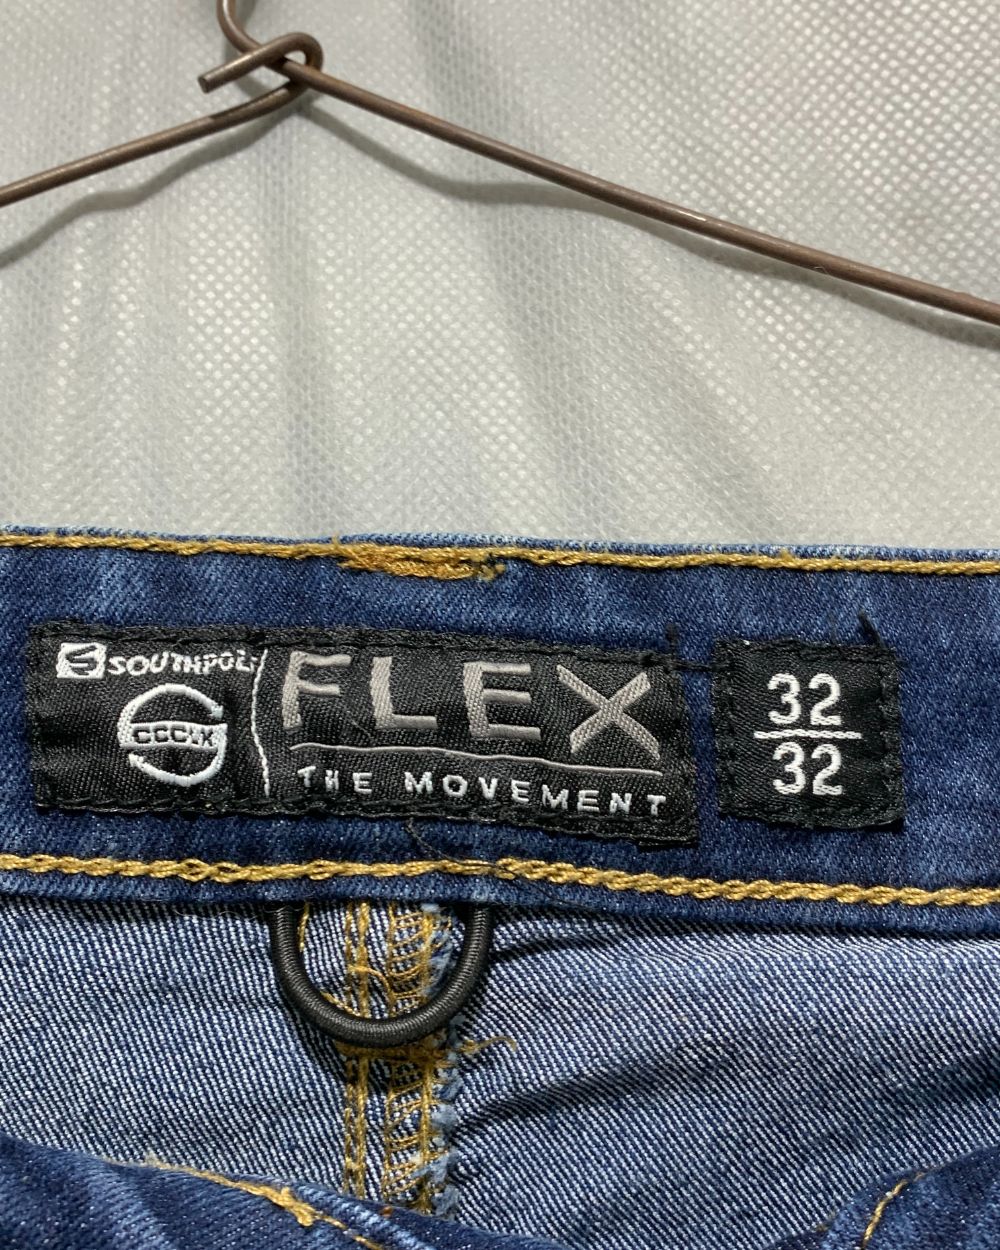 SOUTHPOLE
CCCLX
FLEX
THE MOVEMENT
32
32